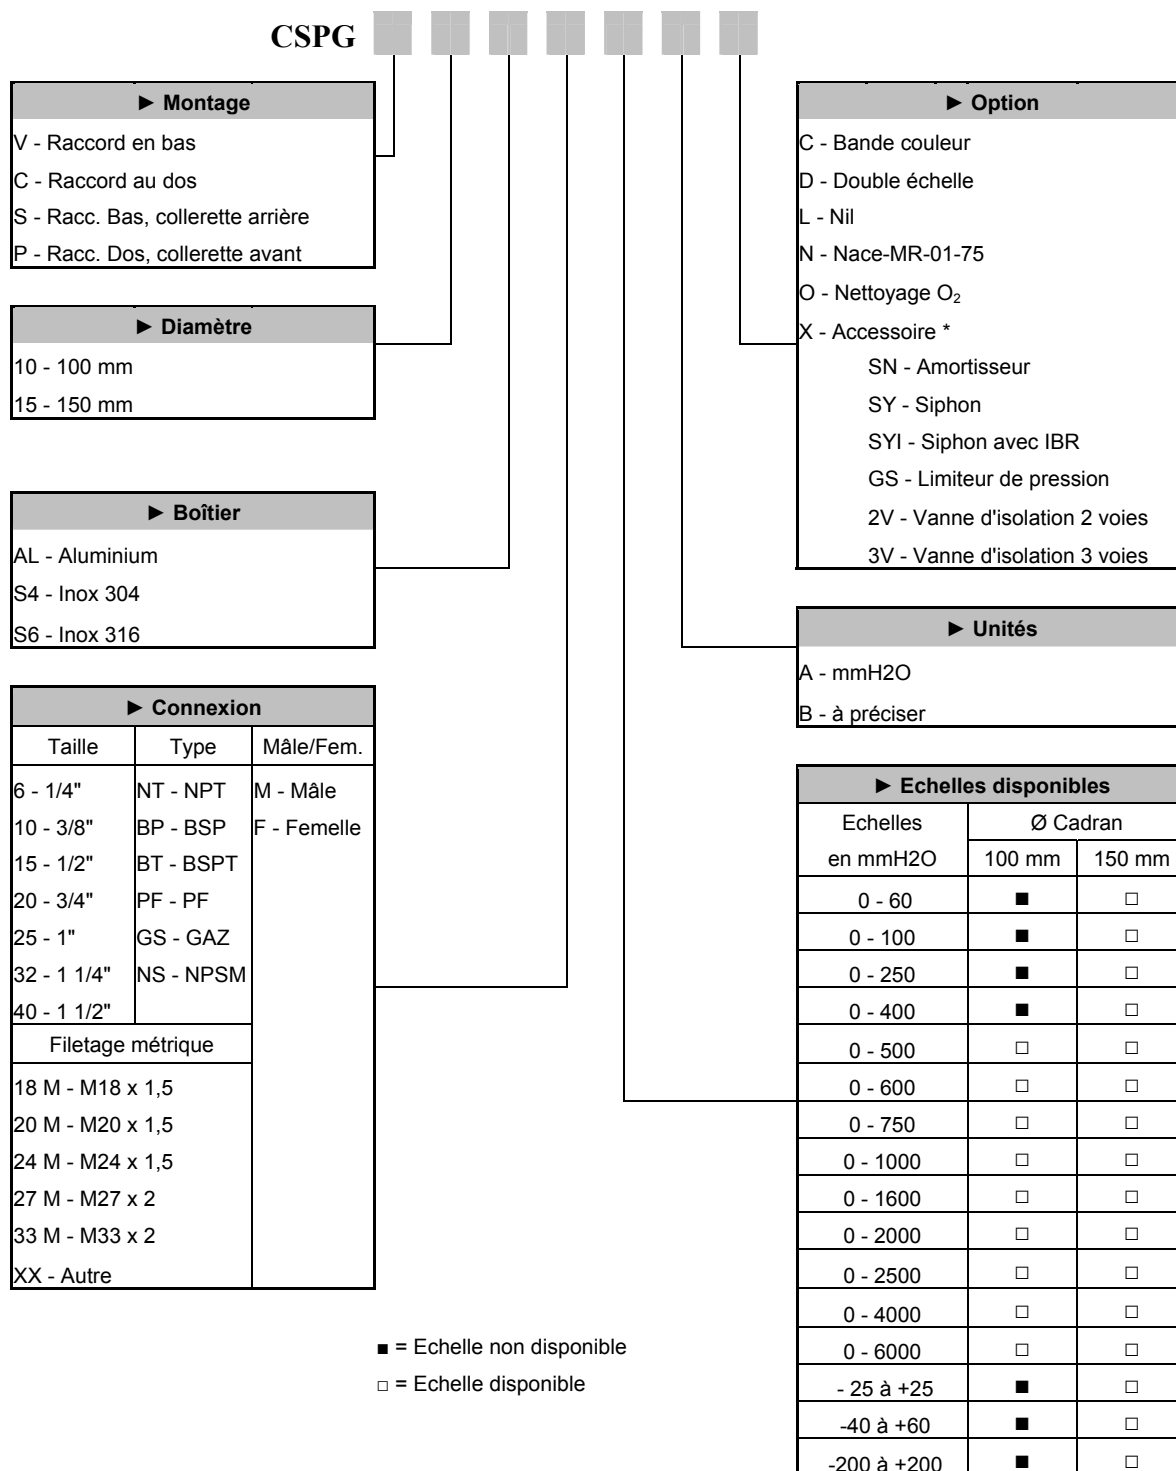 CSPG
► Montage
V - Raccord en bas
C - Raccord au dos
S - Racc. Bas, collerette arrière
P - Racc. Dos, collerette avant
► Diamètre
10 - 100 mm
15 - 150 mm
► Boîtier
AL - Aluminium
S4 - Inox 304
S6 - Inox 316
► Connexion
Taille Type Mâle/Fem.
6 - 1/4" NT - NPT M - Mâle
10 - 3/8" BP - BSP F - Femelle
15 - 1/2" BT - BSPT
20 - 3/4" PF - PF
25 - 1" GS - GAZ
32 - 1 1/4" NS - NPSM
40 - 1 1/2"
Filetage métrique
18 M - M18 x 1,5
20 M - M20 x 1,5
24 M - M24 x 1,5
27 M - M27 x 2
33 M - M33 x 2
XX - Autre
■ = Echelle non disponible
□ = Echelle disponible
► Option
C - Bande couleur
D - Double échelle
L - Nil
N - Nace-MR-01-75
O - Nettoyage O₂
X - Accessoire *
SN - Amortisseur
SY - Siphon
SYI - Siphon avec IBR
GS - Limiteur de pression
2V - Vanne d'isolation 2 voies
3V - Vanne d'isolation 3 voies
► Unités
A - mmH2O
B - à préciser
► Echelles disponibles
Echelles Ø Cadran
en mmH2O 100 mm 150 mm
0 - 60 ■ □
0 - 100 ■ □
0 - 250 ■ □
0 - 400 ■ □
0 - 500 □ □
0 - 600 □ □
0 - 750 □ □
0 - 1000 □ □
0 - 1600 □ □
0 - 2000 □ □
0 - 2500 □ □
0 - 4000 □ □
0 - 6000 □ □
- 25 à +25 ■ □
-40 à +60 ■ □
-200 à +200 ■ □